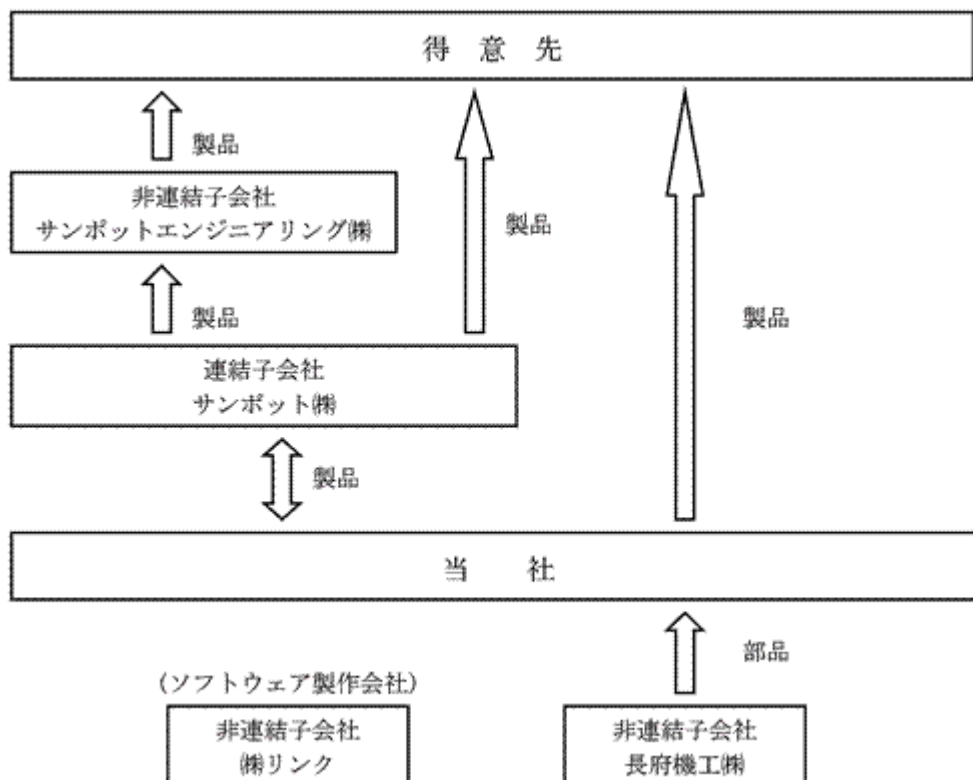 得意先
製品
非連結子会社
サンポットエンジニアリング㈱
製品
製品
製品
連結子会社
サンポット㈱
製品
当社
部品
(ソフトウェア製作会社)
非連結子会社
㈱リンク
非連結子会社
長府機工㈱